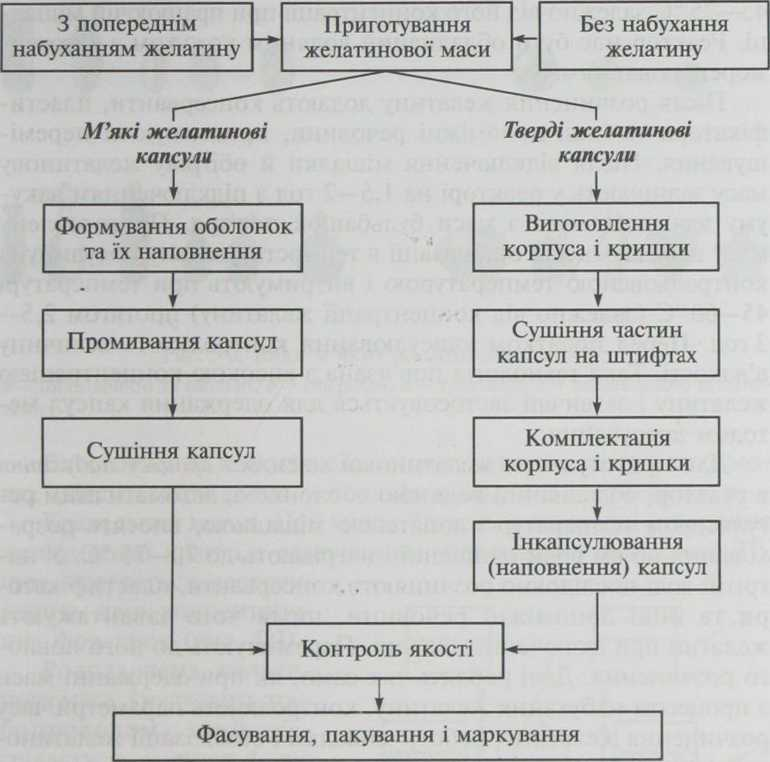 З попереднім
набуханням желатину
Приготування
желатинової маси
Без набухання
желатину
М'які желатинові
капсули
Тверді желатинові
капсули
Формування оболонок
та їх наповнення
Виготовлення
корпуса і кришки
Промивання капсул
Сушіння частин
капсул на штифтах
Сушіння капсул
Комплектація
корпуса і кришки
Інкапсулювання
(наповнення) капсул
Контроль якості
Фасування, пакування і маркування